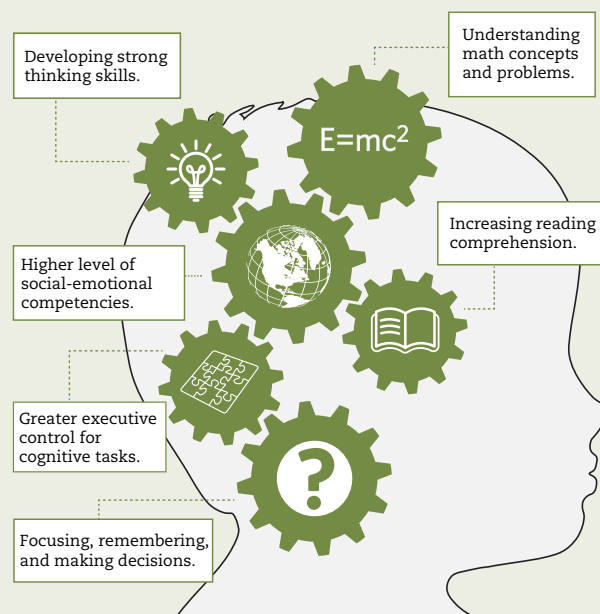 Developing strong
thinking skills.
Understanding
math concepts
and problems.
E=mc²
Increasing reading
comprehension.
Higher level of
social-emotional
competencies.
Greater executive
control for
cognitive tasks.
?
Focusing, remembering,
and making decisions.